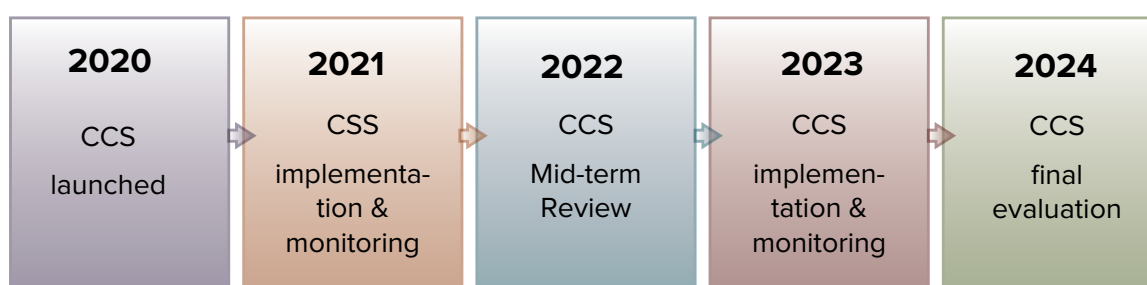 2020
CCS
launched
2021
CSS
implementa-
tion &
monitoring
2022
CCS
Mid-term
Review
2023
CCS
implemen-
tation &
monitoring
2024
CCS
final
evaluation